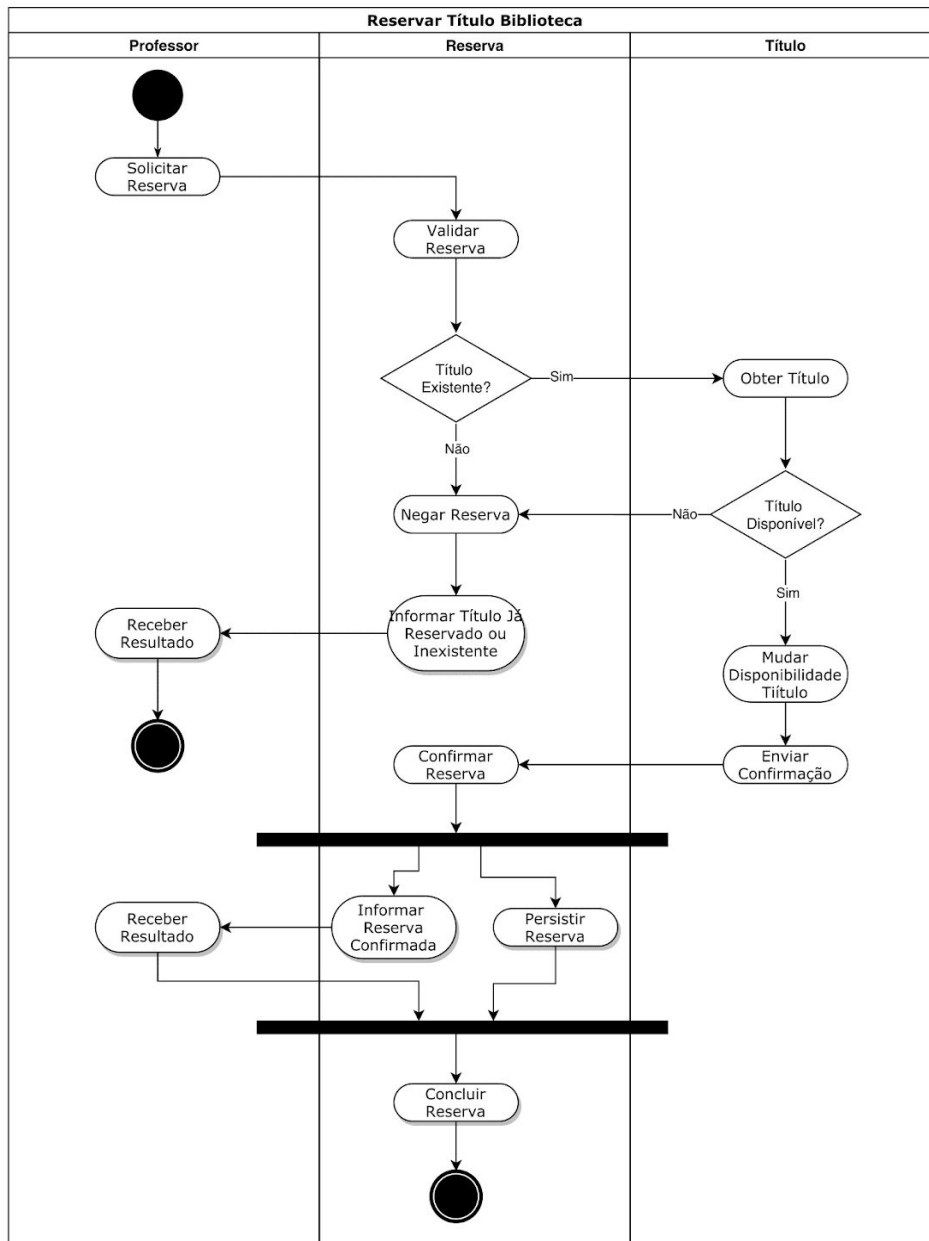 Reservar Título Biblioteca
Professor
Reserva
Título
Solicitar
Reserva
Validar
Reserva
Título
Existente?
Sim
Obter Título
Não
Negar Reserva
Não
Título
Disponível?
Sim
Informar Título Já
Reservado ou
Inexistente
Receber
Resultado
Mudar
Disponibilidade
Tiítulo
Enviar
Confirmação
Confirmar
Reserva
Receber
Resultado
Informar
Reserva
Confirmada
Persistir
Reserva
Concluir
Reserva